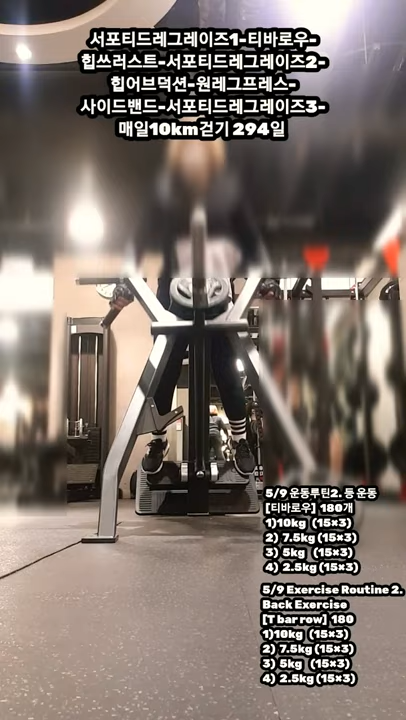 서포티드레그레이즈1-티바로우-
힙쓰러스트-서포티드레그레이즈2-
힙어브덕션-원레그프레스-
사이드밴드-서포티드레그레이즈3-
매일10km걷기 294일
5/9 운동루틴2. 등 운동
[티바로우] 180개
1)10kg (15×3)
2) 7.5kg (15×3)
3) 5kg (15×3)
4) 2.5kg (15×3)
5/9 Exercise Routine 2.
Back Exercise
[T bar row] 180
1)10kg (15×3)
2) 7.5kg (15×3)
3) 5kg (15×3)
4) 2.5kg (15×3)